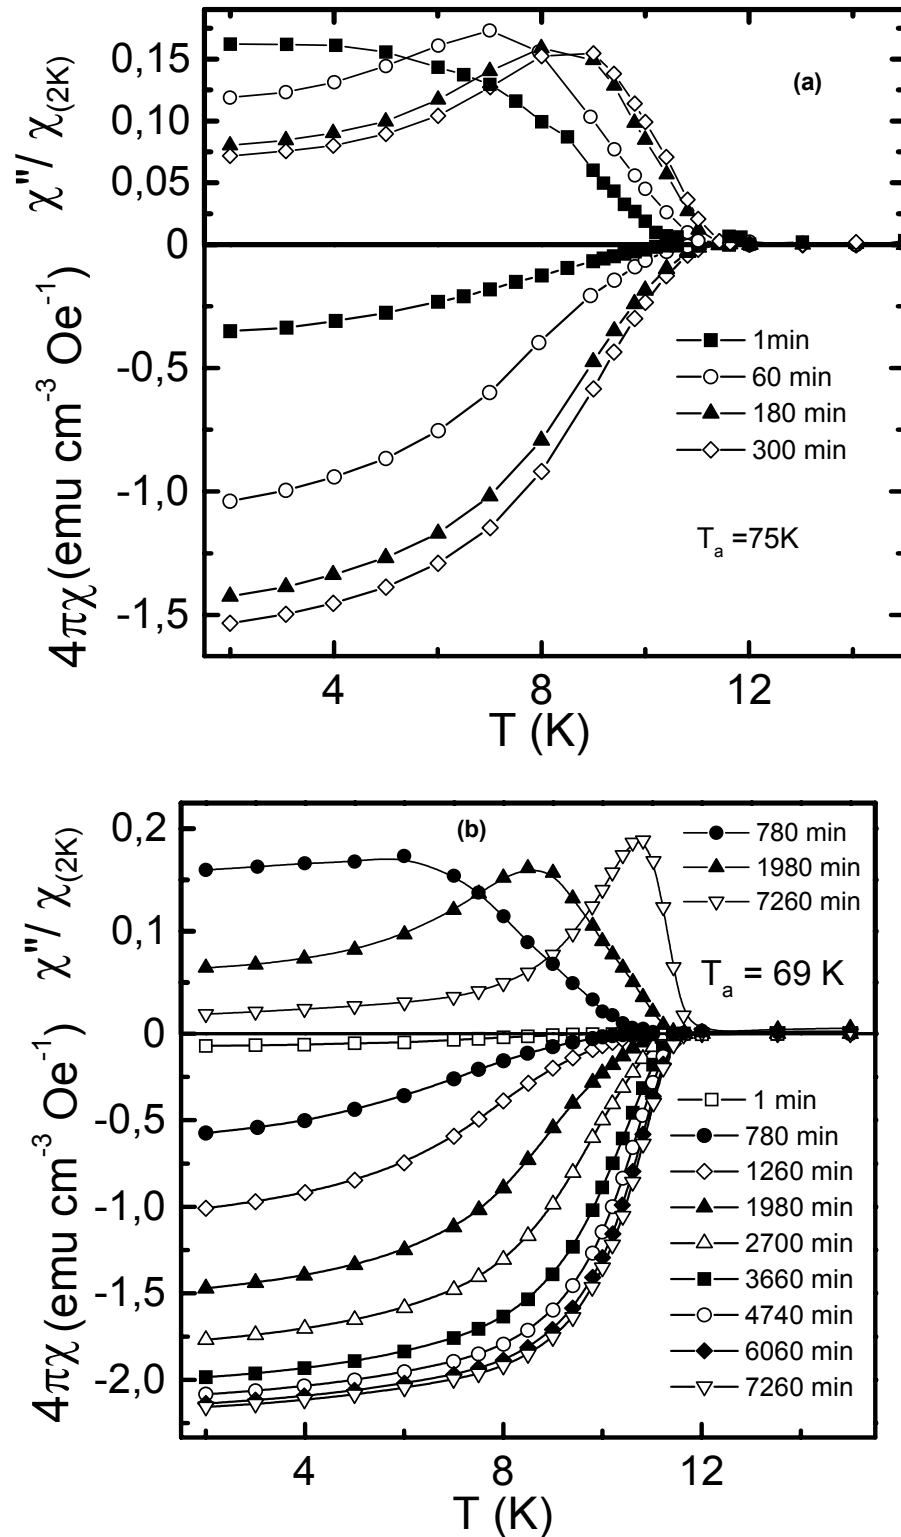 (a)
χ"/ χ(2K)
0,15
0,10
0,05
0
-0,5
-1,0
-1,5
4πχ (emu cm⁻³ Oe⁻¹)
1min
60 min
180 min
300 min
Tₐ =75K
4 8 12
T (K)
(b)
χ"/ χ(2K)
0,2
0,1
0
-0,5
-1,0
-1,5
-2,0
4πχ (emu cm⁻³ Oe⁻¹)
780 min
1980 min
7260 min
Tₐ = 69 K
1 min
780 min
1260 min
1980 min
2700 min
3660 min
4740 min
6060 min
7260 min
4 8 12
T (K)